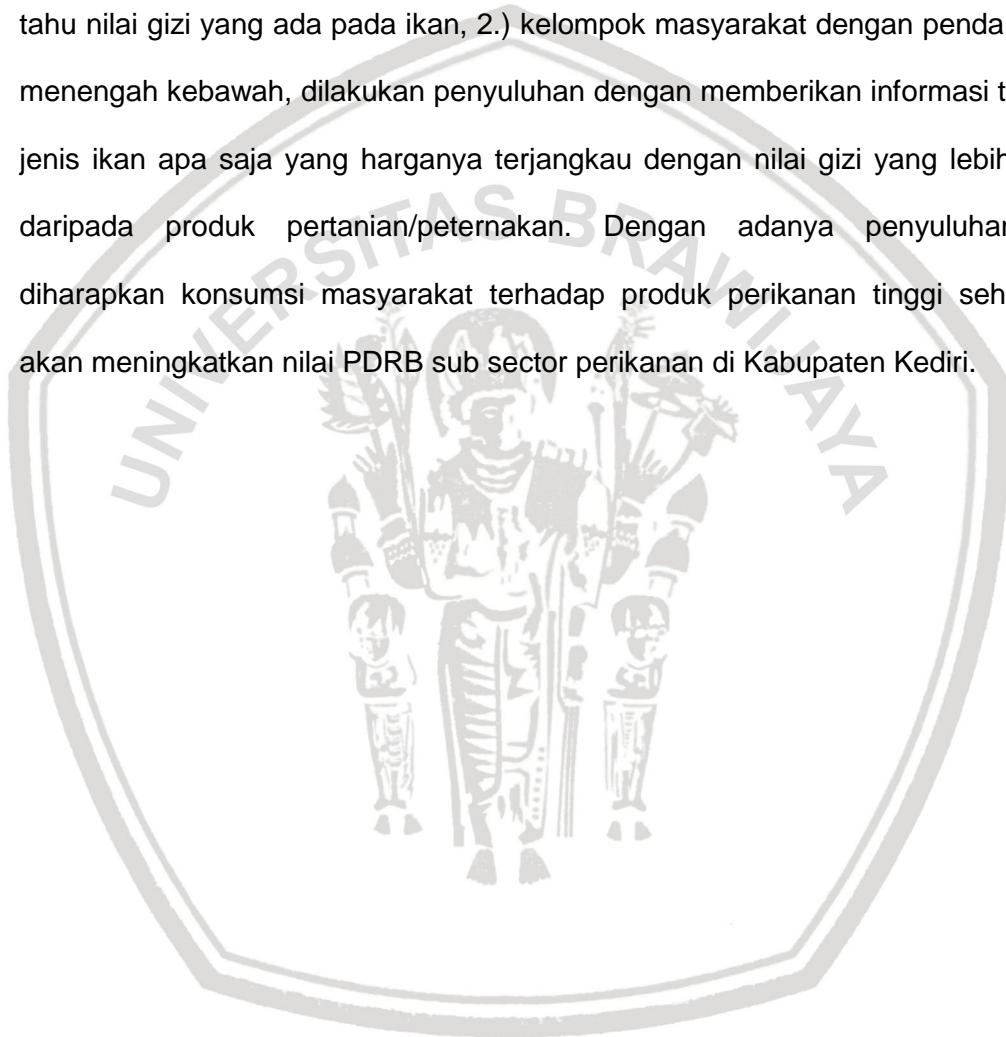 tahu nilai gizi yang ada pada ikan, 2.) kelompok masyarakat dengan penda
menengah kebawah, dilakukan penyuluhan dengan memberikan informasi t
jenis ikan apa saja yang harganya terjangkau dengan nilai gizi yang lebih
daripada produk pertanian/peternakan. Dengan adanya penyuluhan
diharapkan konsumsi masyarakat terhadap produk perikanan tinggi seh
akan meningkatkan nilai PDRB sub sector perikanan di Kabupaten Kediri.
UNIVERSITAS BRAWIJAYA